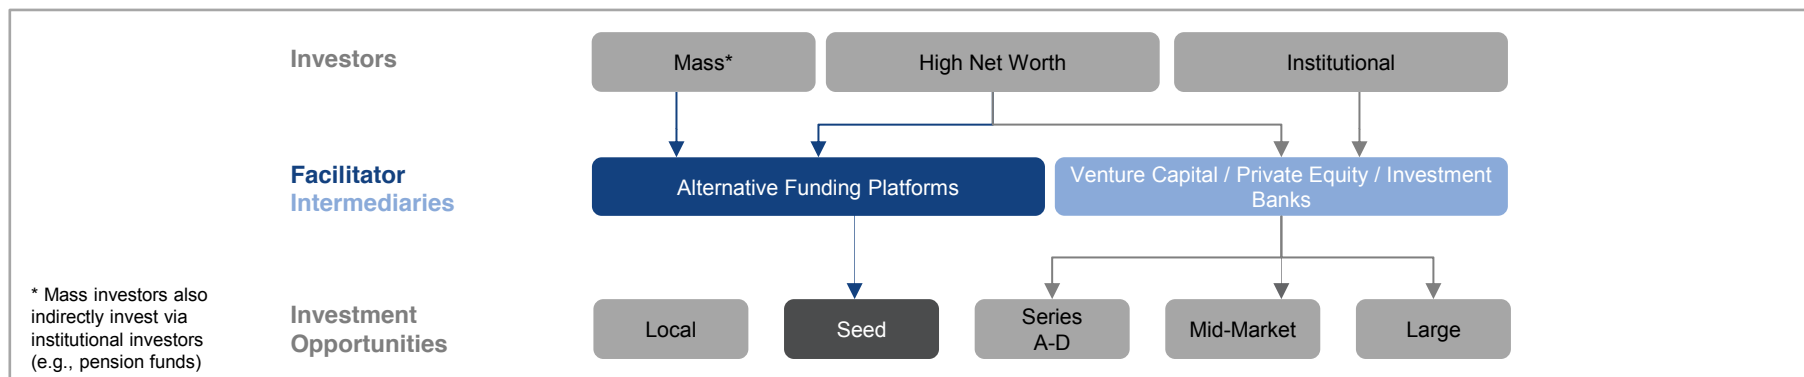 Investors
Mass*
High Net Worth
Institutional
Facilitator
Intermediaries
Alternative Funding Platforms
Venture Capital / Private Equity / Investment
Banks
* Mass investors also
indirectly invest via
institutional investors
(e.g., pension funds)
Investment
Opportunities
Local
Seed
Series
A-D
Mid-Market
Large